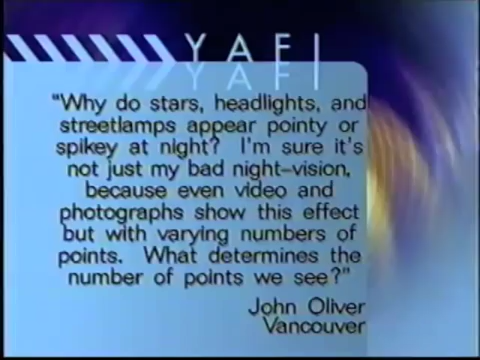 YAF|
YAF|
"Why do stars, headlights, and
streetlamps appear pointy or
spikey at night? I'm sure it's
not just my bad night-vision,
because even video and
photographs show this effect
but with varying numbers of
points. What determines the
number of points we see?"
John Oliver
Vancouver